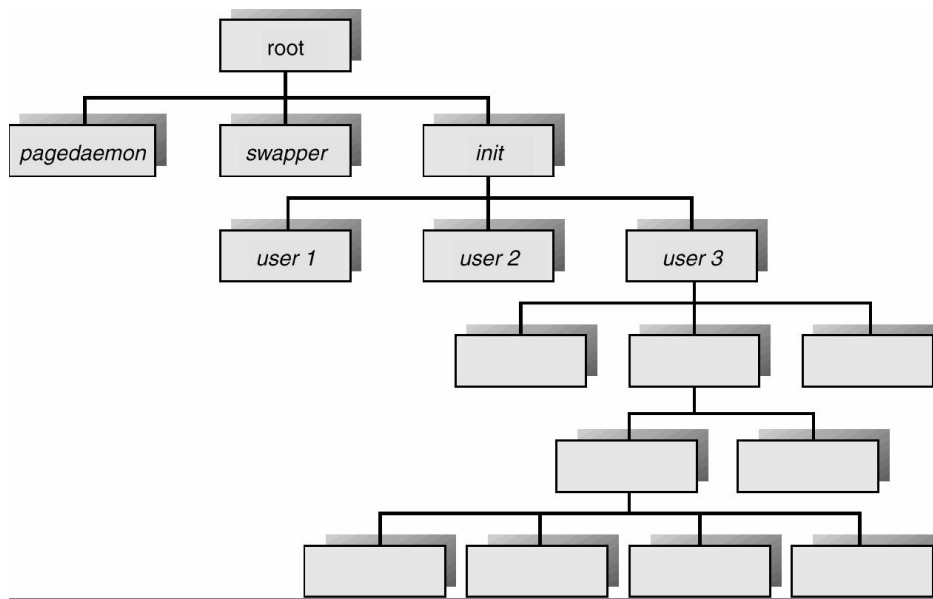 root
pagedaemon
swapper
init
user 1
user 2
user 3